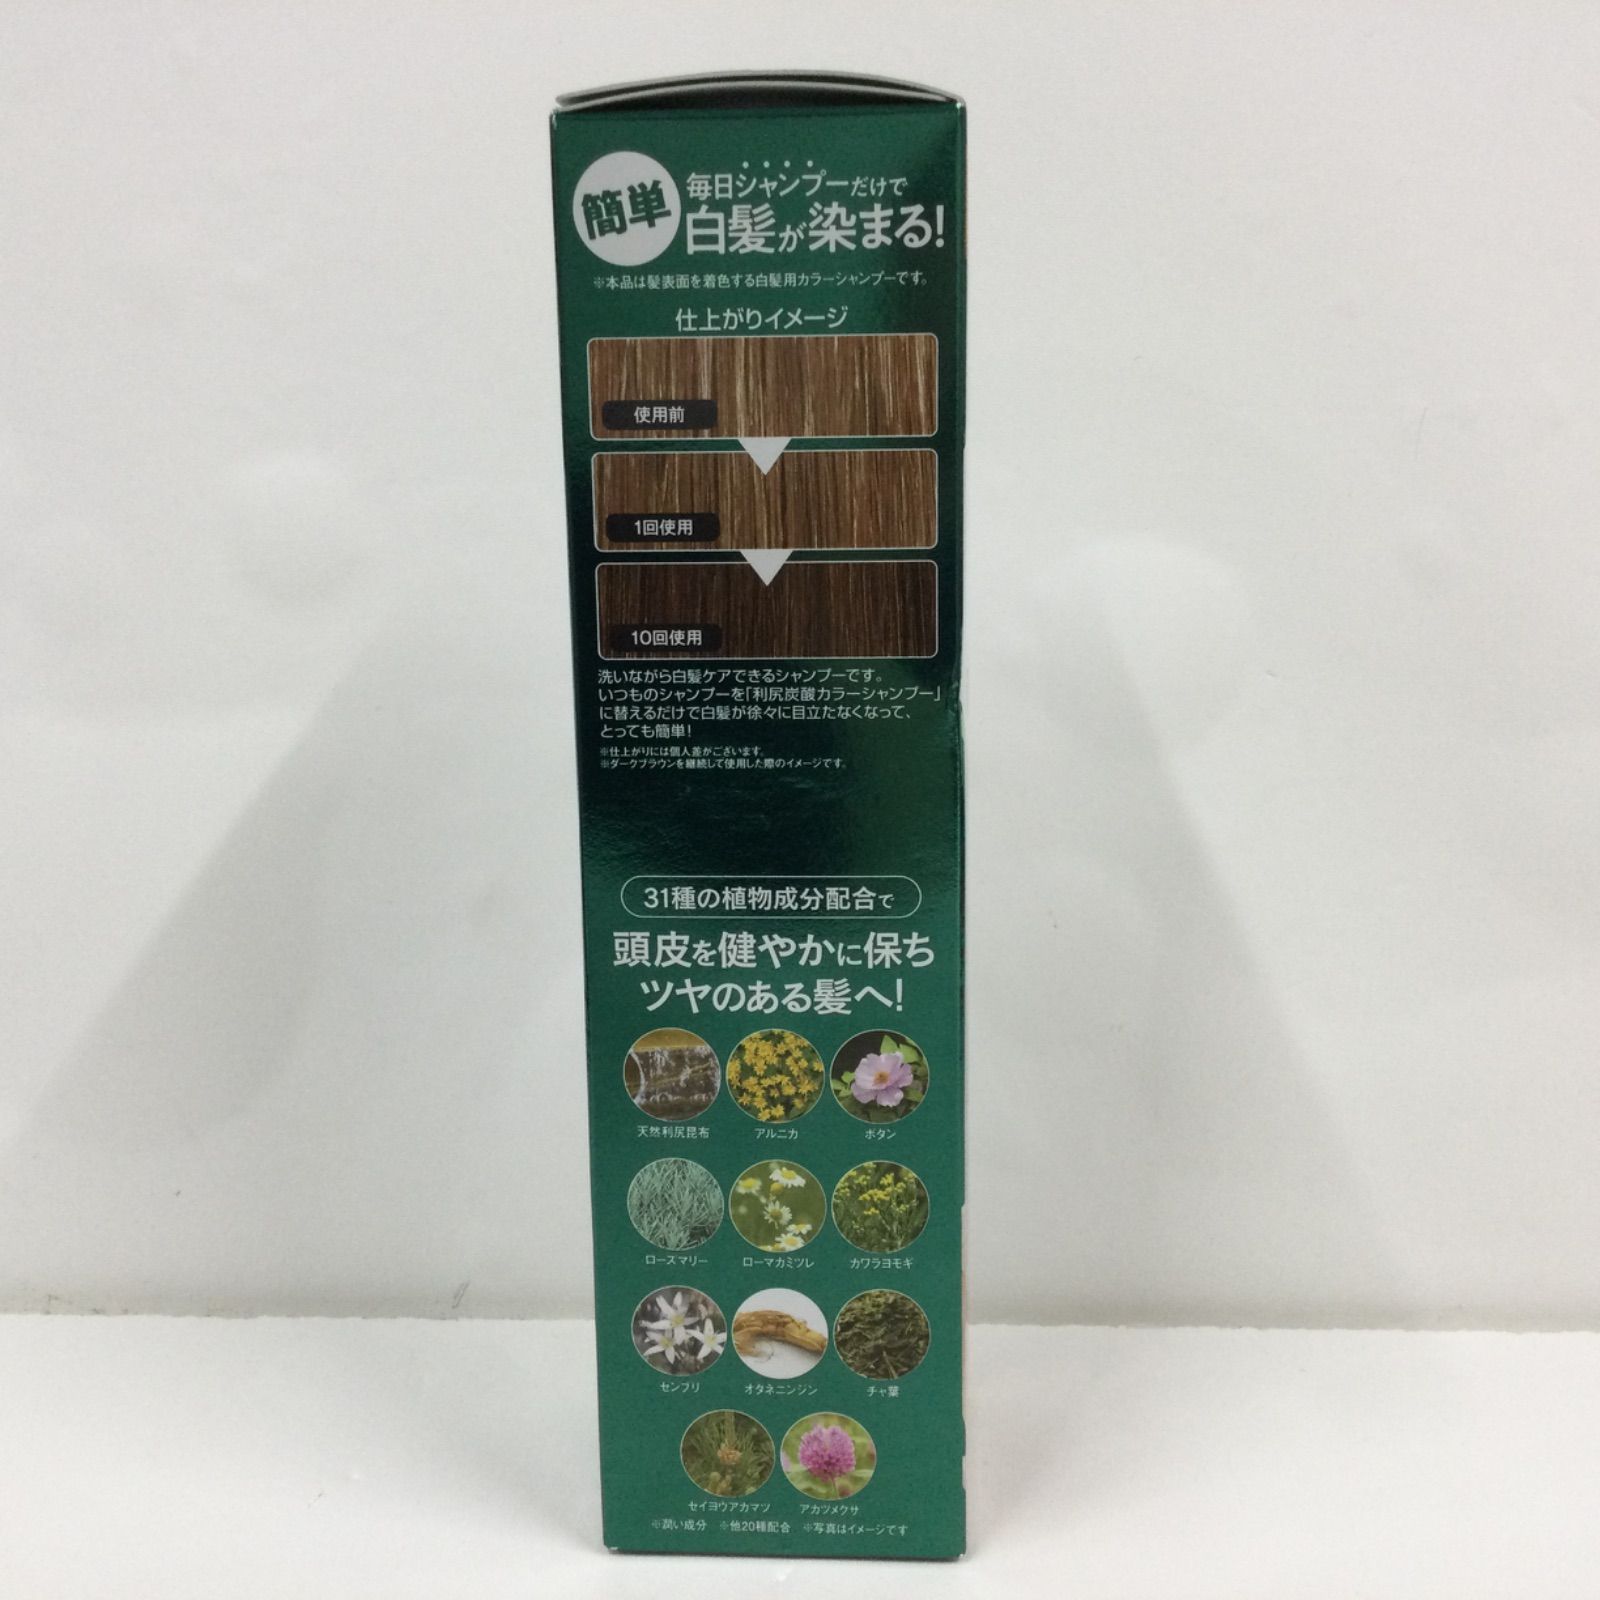 簡単
毎日シャンプーだけで
白髪が染まる!
※本品は髪表面を着色する白髪用カラーシャンプーです。
仕上がりイメージ
使用前
1回使用
10回使用
洗いながら白髪ケアできるシャンプーです。
いつものシャンプーを「利尻炭酸カラーシャンプー」
に替えるだけで白髪が徐々に目立たなくなって、
とっても簡単!
※仕上がりには個人差がございます。
※ダークブラウンを継続して使用した際のイメージです。
31種の植物成分配合で
頭皮を健やかに保ち
ツヤのある髪へ!
天然利尻昆布 アルニカ ボタン
ローズマリー ローマカミツレ カワラヨモギ
センブリ オタネニンジン チャ葉
セイヨウアカマツ アカツメクサ
※潤い成分 ※他20種配合 ※写真はイメージです